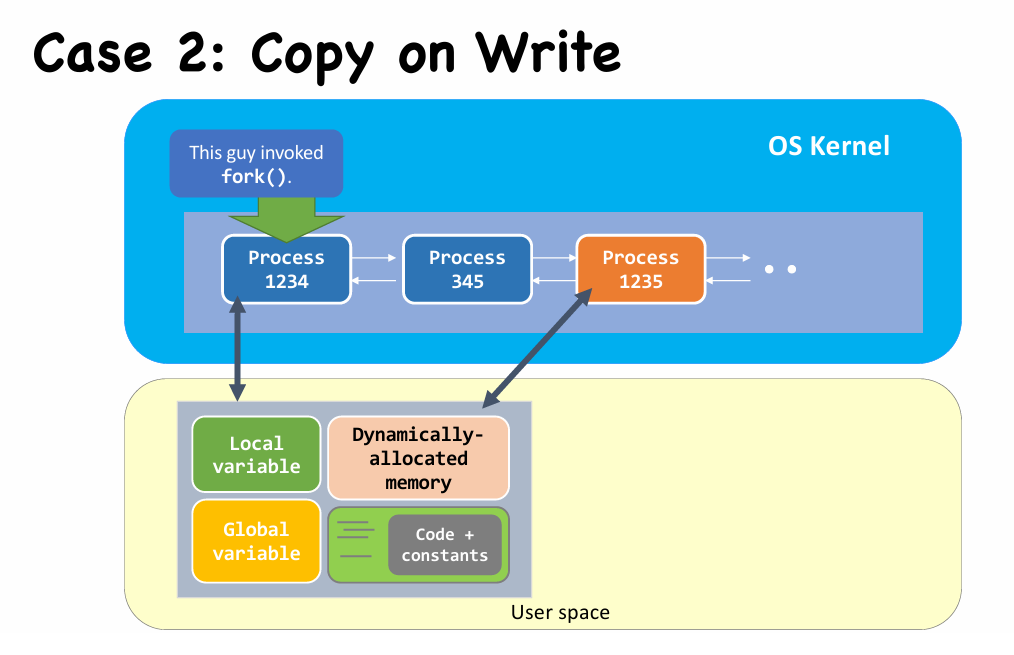 Case 2: Copy on Write
This guy invoked
fork().
OS Kernel
Process
1234
Process
345
Process
1235
Local
variable
Dynamically-
allocated
memory
Global
variable
Code +
constants
User space